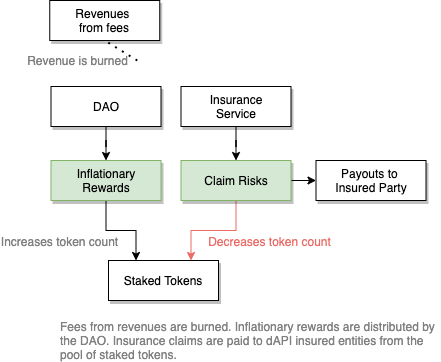 Revenues
from fees
Revenue is burned
DAO
Insurance
Service
Inflationary
Rewards
Claim Risks
Payouts to
Insured Party
Increases token count
Decreases token count
Staked Tokens
Fees from revenues are burned. Inflationary rewards are distributed by
the DAO. Insurance claims are paid to dAPI insured entities from the
pool of staked tokens.